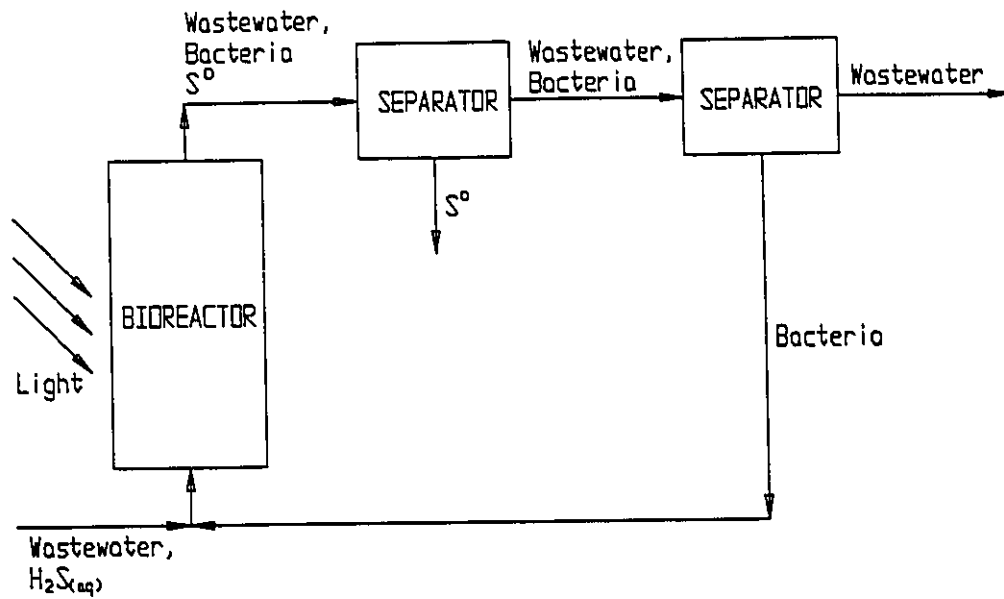 Wastewater,
Bacteria
S°
SEPARATOR
Wastewater,
Bacteria
SEPARATOR
Wastewater
S°
BIOREACTOR
Light
Bacteria
Wastewater,
H₂S(aq)